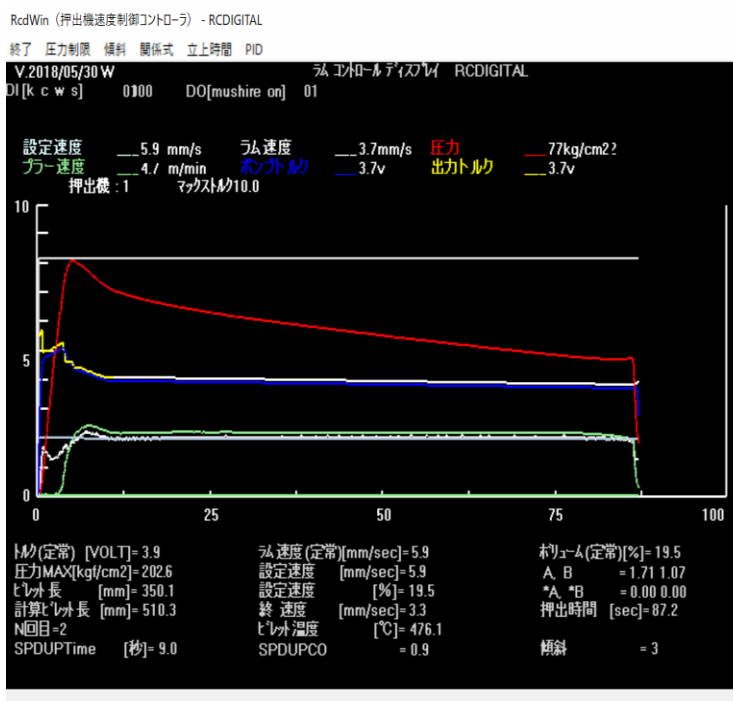 RcdWin（押出機速度制御コントローラ） - RCDIGITAL
終了 圧力制限 傾斜 関係式 立上時間 PID
V.2018/05/30 W ﾗﾑ ｺﾝﾄﾛｰﾙ ﾃﾞｨｽﾌﾟﾚｲ RCDIGITAL
DI[k c w s] 0100 DO[mushire on] 01
設定速度 ___5.9 mm/s ラム速度 ___3.7mm/s 圧力 ___77kg/cm2
プラー速度 ___4.7 m/min ポンプトルク ___3.7v 出力トルク ___3.7v
押出機 : 1 マックストルク10.0
10
5
0
0 25 50 75 100
ﾄﾙｸ(定常) [VOLT]= 3.9 ﾗﾑ速度(定常)[mm/sec]= 5.9 ﾎﾞﾘｭｰﾑ(定常)[%]= 19.5
圧力MAX[kgf/cm2]= 202.6 設定速度 [mm/sec]= 5.9 A, B = 1.71 1.07
ﾋﾞﾚｯﾄ長 [mm]= 350.1 設定速度 [%]= 19.5 *A, *B = 0.00 0.00
計算ﾋﾞﾚｯﾄ長 [mm]= 510.3 終速度 [mm/sec]= 3.3 押出時間 [sec]= 87.2
N回目=2 ﾋﾞﾚｯﾄ温度 [℃]= 476.1
SPDUPTime [秒]= 9.0 SPDUPCO = 0.9 傾斜 = 3